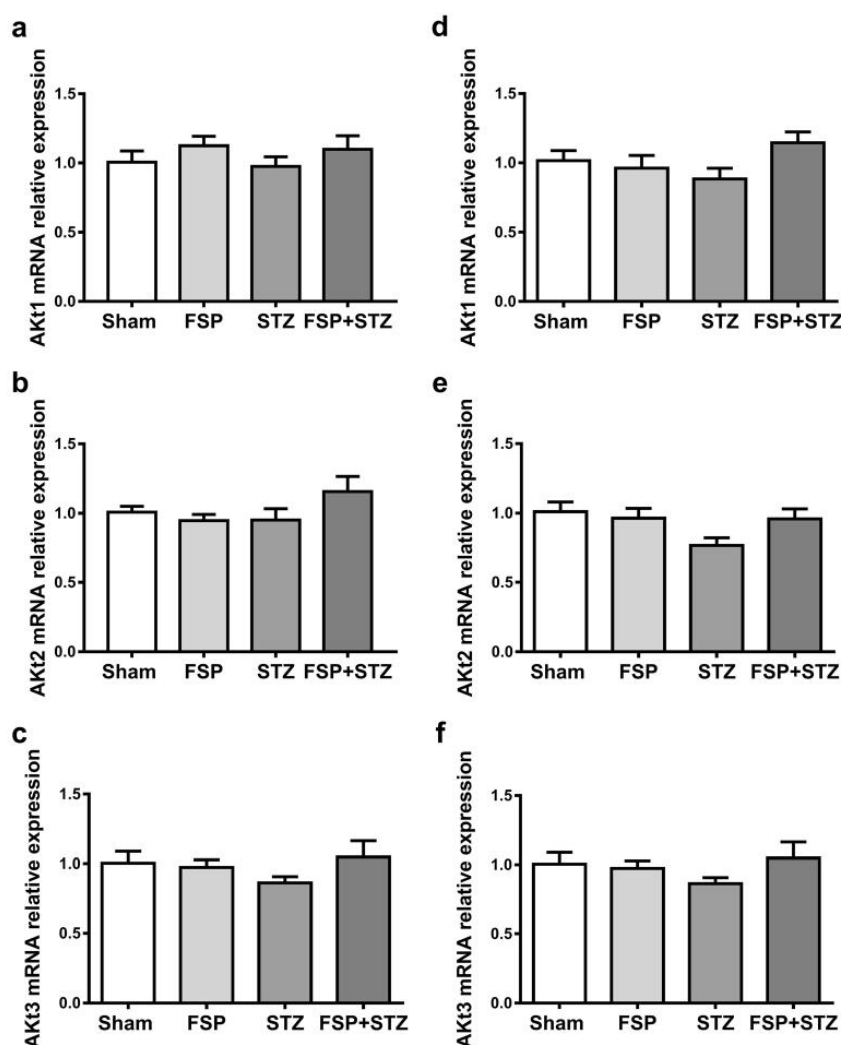 a
AKt1 mRNA relative expression
1.5
1.0
0.5
0.0
Sham FSP STZ FSP+STZ
d
AKt1 mRNA relative expression
1.5
1.0
0.5
0.0
Sham FSP STZ FSP+STZ
b
AKt2 mRNA relative expression
1.5
1.0
0.5
0.0
Sham FSP STZ FSP+STZ
e
AKt2 mRNA relative expression
1.5
1.0
0.5
0.0
Sham FSP STZ FSP+STZ
c
AKt3 mRNA relative expression
1.5
1.0
0.5
0.0
Sham FSP STZ FSP+STZ
f
AKt3 mRNA relative expression
1.5
1.0
0.5
0.0
Sham FSP STZ FSP+STZ